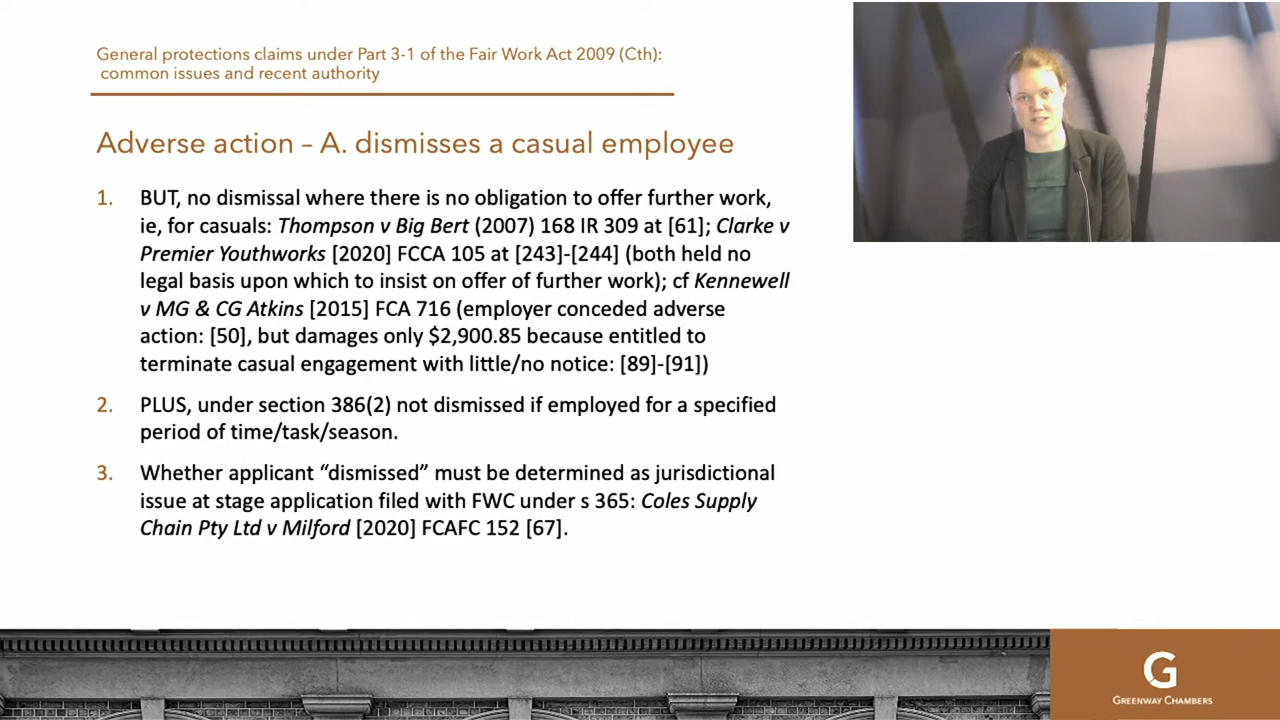 General protections claims under Part 3-1 of the Fair Work Act 2009 (Cth):
common issues and recent authority
Adverse action – A. dismisses a casual employee
1. BUT, no dismissal where there is no obligation to offer further work,
ie, for casuals: Thompson v Big Bert (2007) 168 IR 309 at [61]; Clarke v
Premier Youthworks [2020] FCCA 105 at [243]-[244] (both held no
legal basis upon which to insist on offer of further work); cf Kennewell
v MG & CG Atkins [2015] FCA 716 (employer conceded adverse
action: [50], but damages only $2,900.85 because entitled to
terminate casual engagement with little/no notice: [89]-[91])
2. PLUS, under section 386(2) not dismissed if employed for a specified
period of time/task/season.
3. Whether applicant “dismissed” must be determined as jurisdictional
issue at stage application filed with FWC under s 365: Coles Supply
Chain Pty Ltd v Milford [2020] FCAFC 152 [67].
G
GREENWAY CHAMBERS